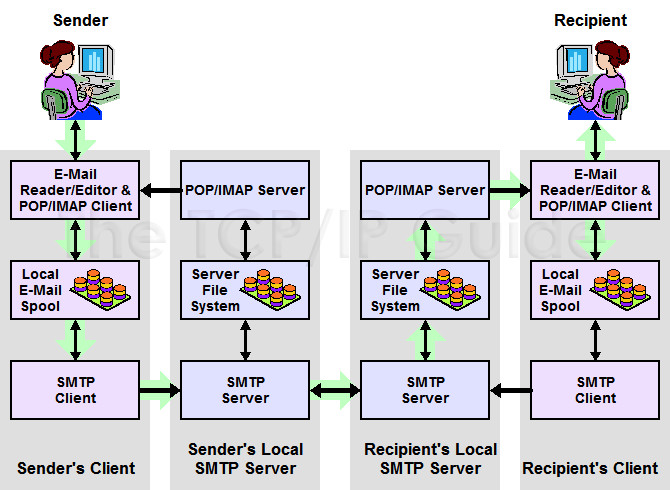 Sender
Recipient
E-Mail
Reader/Editor &
POP/IMAP Client
POP/IMAP Server
POP/IMAP Server
E-Mail
Reader/Editor &
POP/IMAP Client
The TCP/IP Guide
Local
E-Mail
Spool
Server
File
System
Server
File
System
Local
E-Mail
Spool
SMTP
Client
SMTP
Server
SMTP
Server
SMTP
Client
Sender's Client
Sender's Local
SMTP Server
Recipient's Local
SMTP Server
Recipient's Client